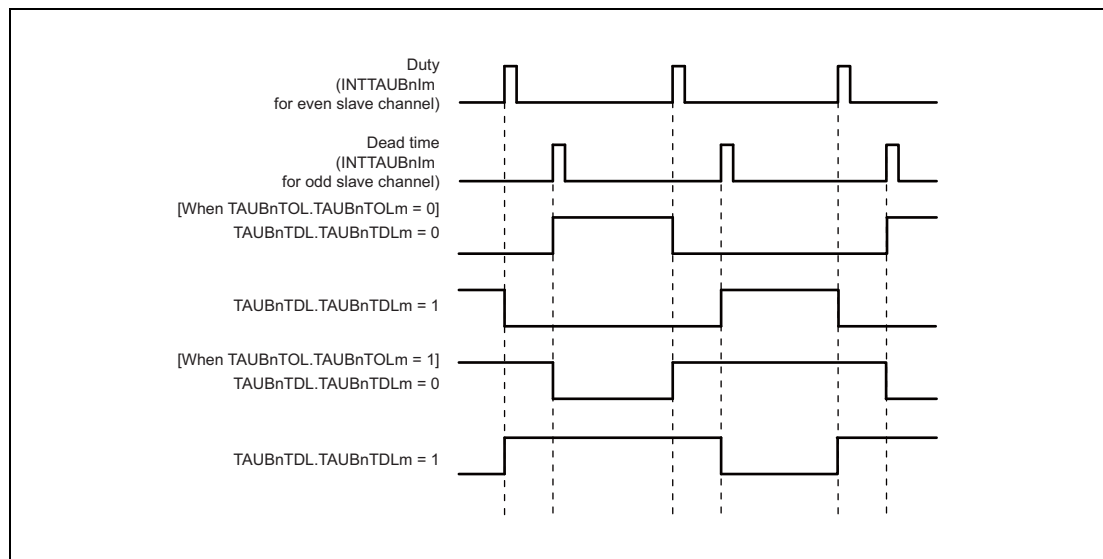 Duty
(INTTAUBnIm
for even slave channel)
Dead time
(INTTAUBnIm
for odd slave channel)
[When TAUBnTOL.TAUBnTOLm = 0]
TAUBnTDL.TAUBnTDLm = 0
TAUBnTDL.TAUBnTDLm = 1
[When TAUBnTOL.TAUBnTOLm = 1]
TAUBnTDL.TAUBnTDLm = 0
TAUBnTDL.TAUBnTDLm = 1